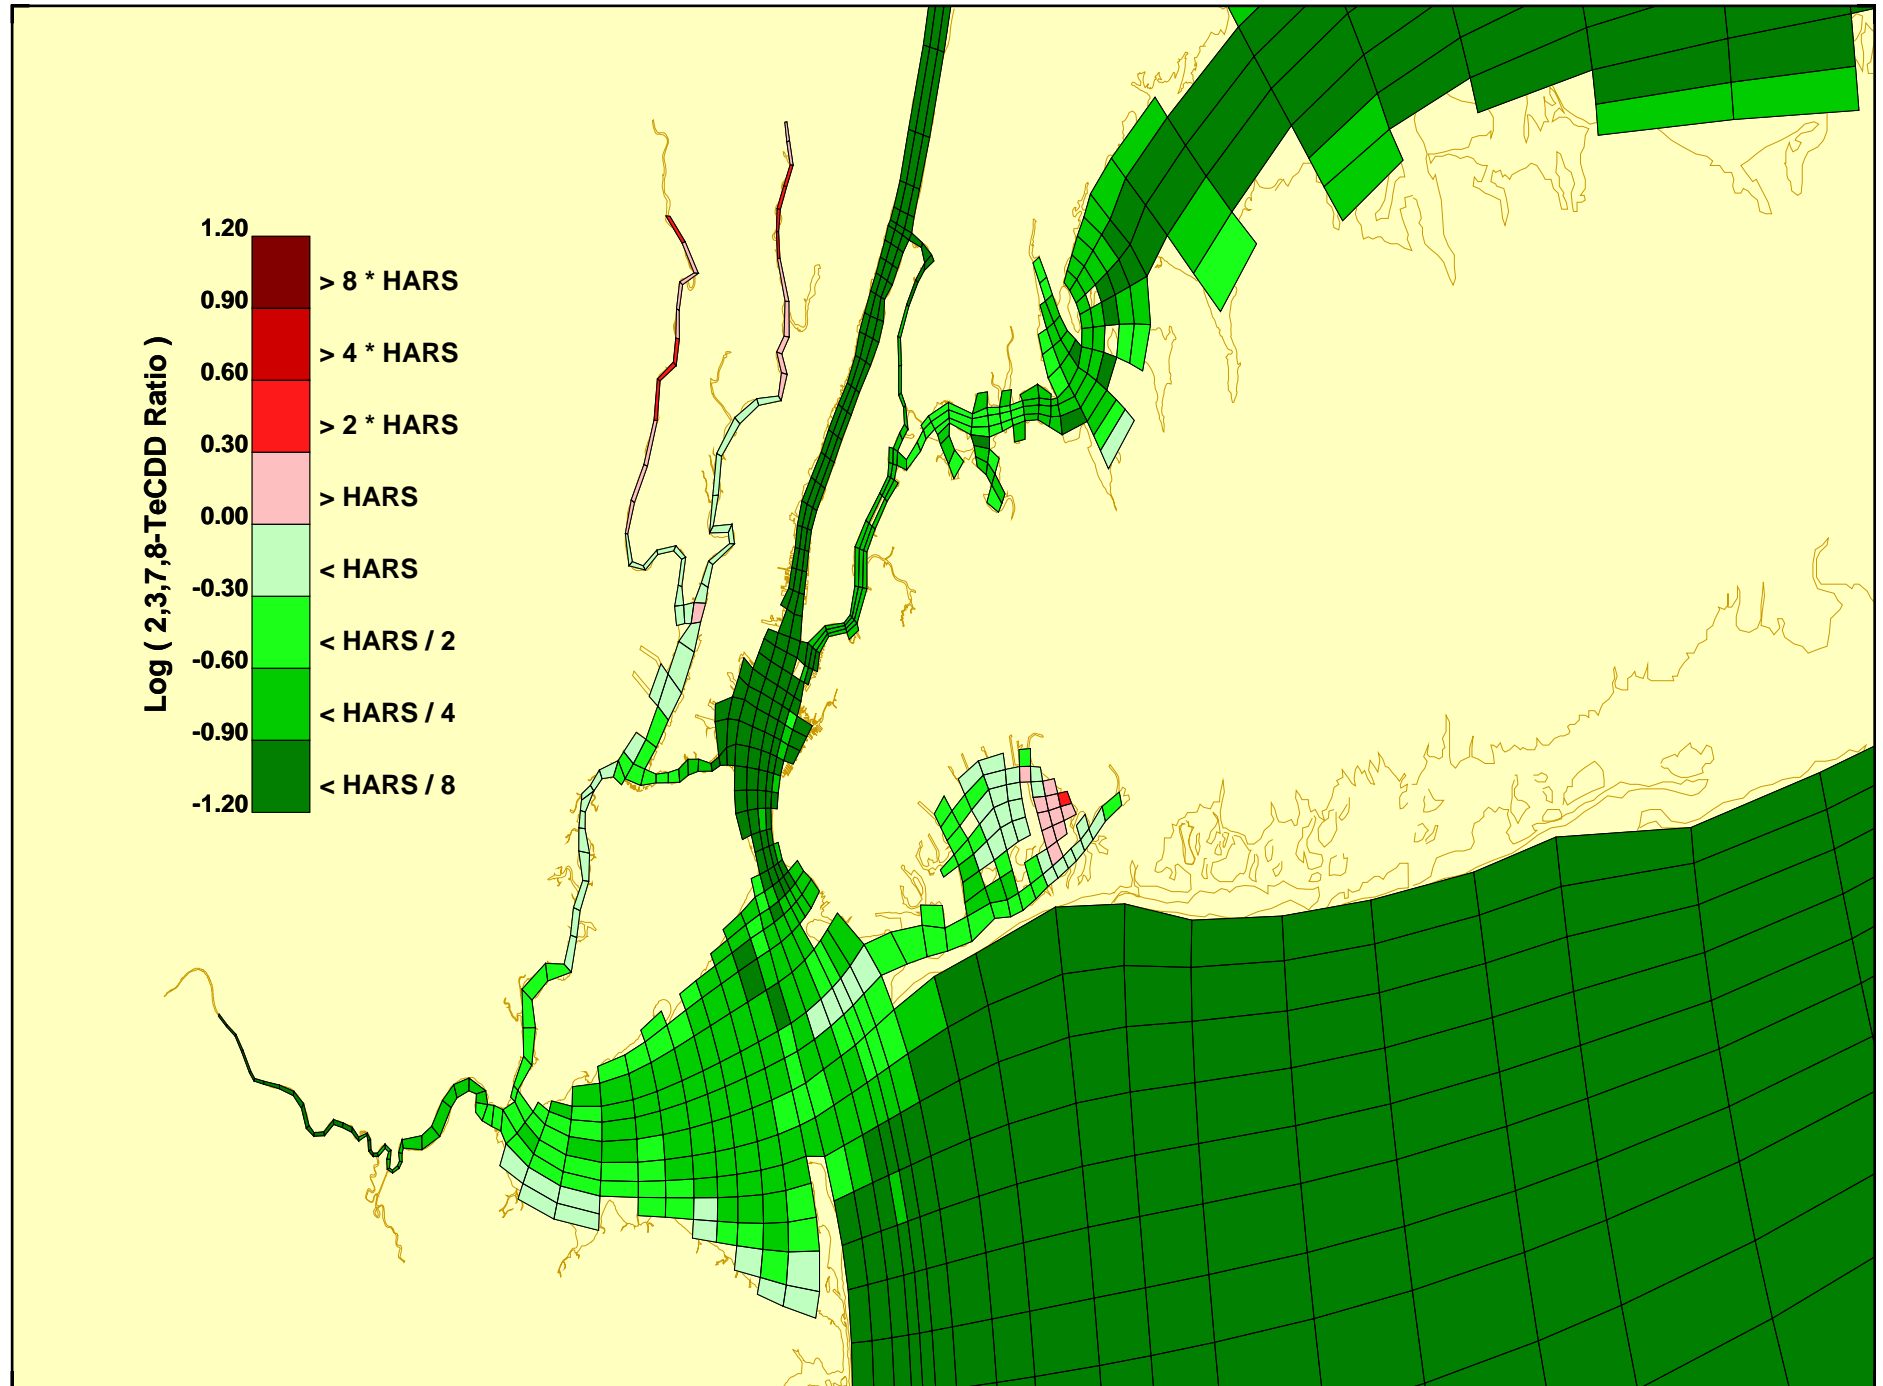 Log ( 2,3,7,8-TeCDD Ratio )
1.20
> 8 * HARS
0.90
> 4 * HARS
0.60
> 2 * HARS
0.30
> HARS
0.00
< HARS
-0.30
< HARS / 2
-0.60
< HARS / 4
-0.90
< HARS / 8
-1.20